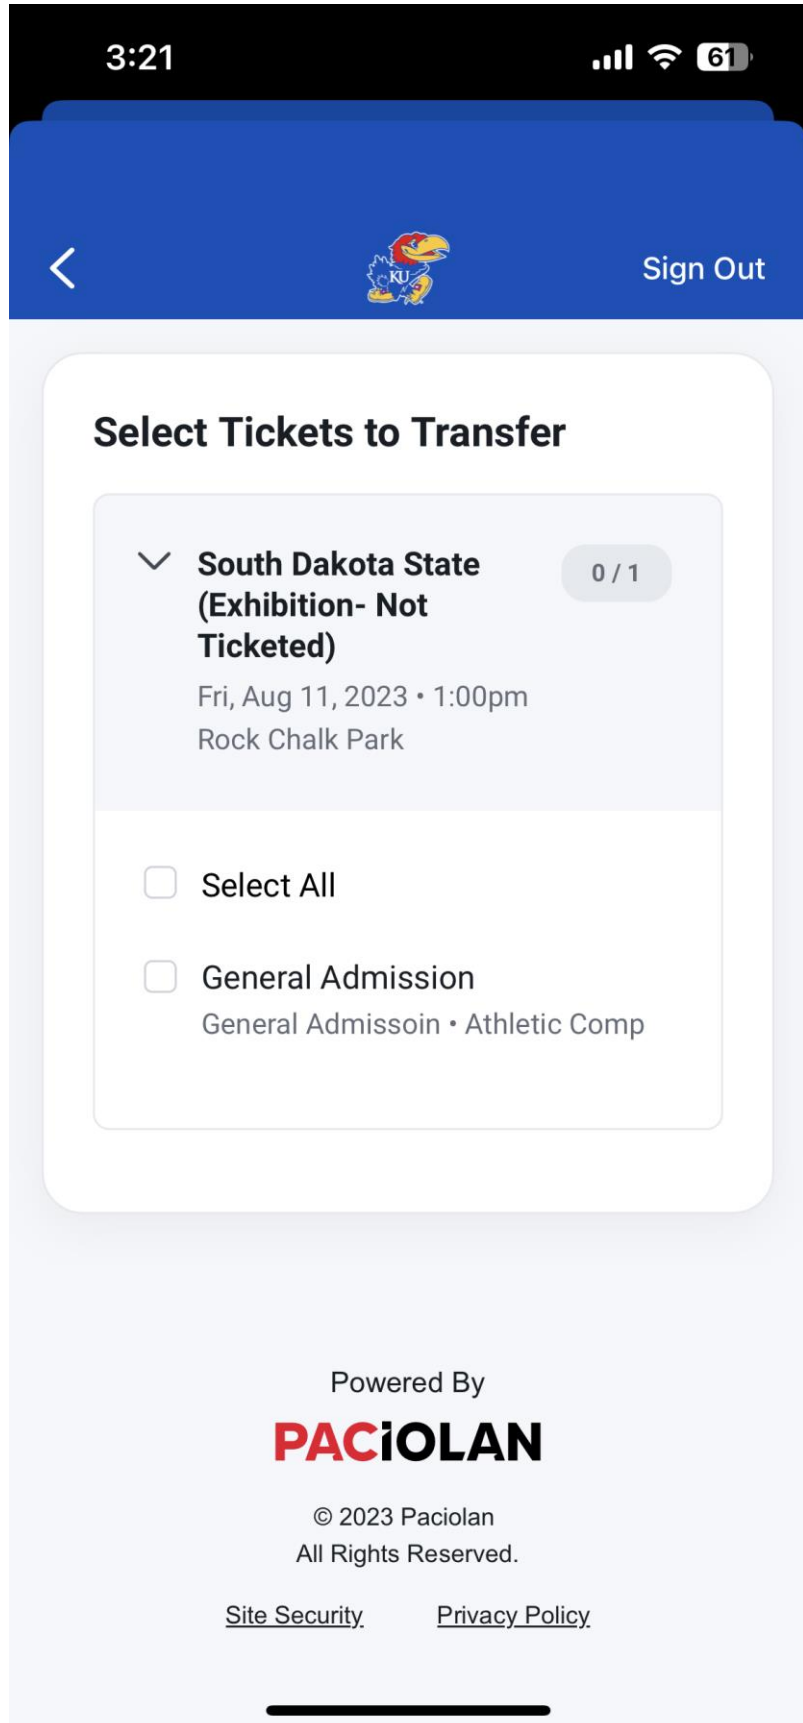 3:21
61
KU
Sign Out
Select Tickets to Transfer
South Dakota State
(Exhibition- Not
Ticketed)
0 / 1
Fri, Aug 11, 2023 • 1:00pm
Rock Chalk Park
Select All
General Admission
General Admissoin • Athletic Comp
Powered By
PACiOLAN
© 2023 Paciolan
All Rights Reserved.
Site Security
Privacy Policy